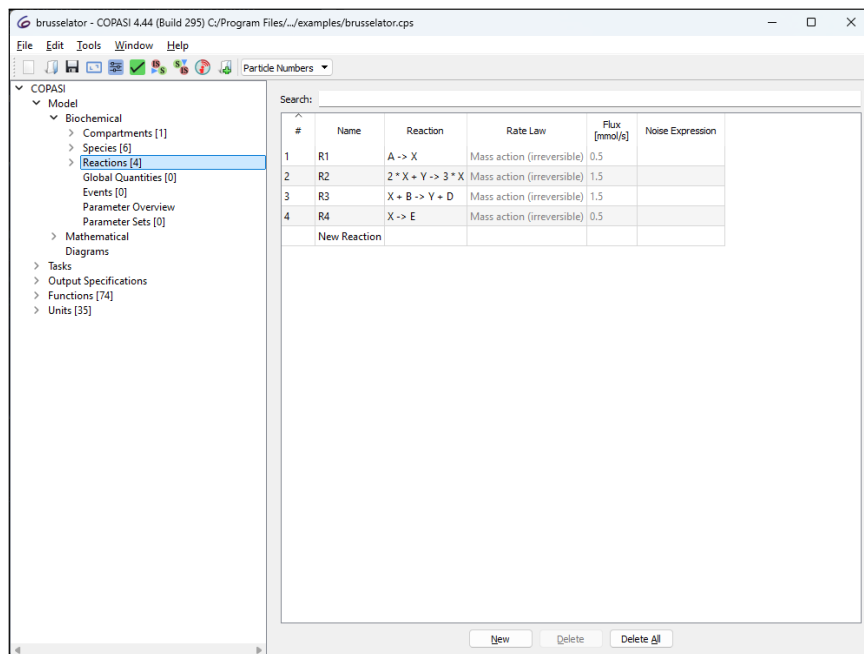 brusselator - COPASI 4.44 (Build 295) C:/Program Files/.../examples/brusselator.cps
File Edit Tools Window Help
Particle Numbers
COPASI
Model
Biochemical
Compartments [1]
Species [6]
Reactions [4]
Global Quantities [0]
Events [0]
Parameter Overview
Parameter Sets [0]
Mathematical
Diagrams
Tasks
Output Specifications
Functions [74]
Units [35]
Search:
# Name Reaction Rate Law Flux [mmol/s] Noise Expression
1 R1 A -> X Mass action (irreversible) 0.5
2 R2 2 * X + Y -> 3 * X Mass action (irreversible) 1.5
3 R3 X + B -> Y + D Mass action (irreversible) 1.5
4 R4 X -> E Mass action (irreversible) 0.5
New Reaction
New Delete Delete All